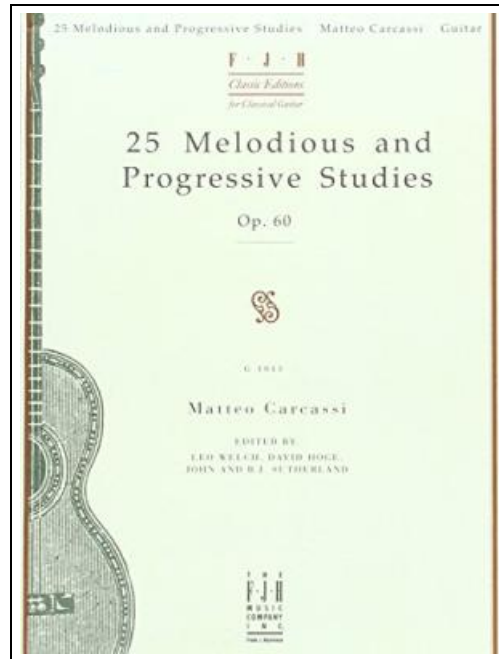 25 Melodious and Progressive Studies Matteo Carcassi Guitar
F · J · H
Classic Editions
for Classical Guitar
25 Melodious and
Progressive Studies
Op. 60
Matteo Carcassi
EDITED BY
LEO WELCH, DAVID HOGE,
JOHN AND B.J. SUTHERLAND
THE
F·J·H
MUSIC
COMPANY
INC.